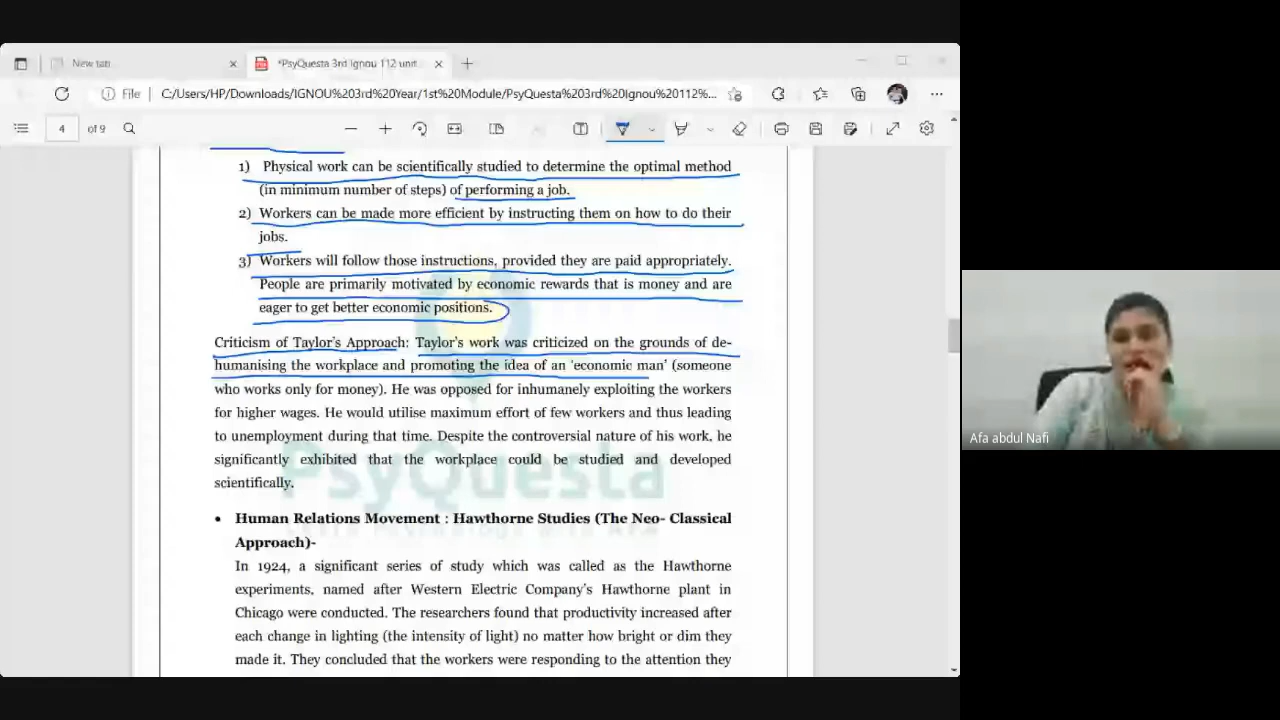 New tab
*PsyQuesta 3rd Ignou 112 unit
File
C:/Users/HP/Downloads/IGNOU%203rd%20Year/1st%20Module/PsyQuesta%203rd%20Ignou%20112%...
4 of 9
1) Physical work can be scientifically studied to determine the optimal method
(in minimum number of steps) of performing a job.
2) Workers can be made more efficient by instructing them on how to do their
jobs.
3) Workers will follow those instructions, provided they are paid appropriately.
People are primarily motivated by economic rewards that is money and are
eager to get better economic positions.
Criticism of Taylor's Approach: Taylor's work was criticized on the grounds of de-
humanising the workplace and promoting the idea of an 'economic man' (someone
who works only for money). He was opposed for inhumanely exploiting the workers
for higher wages. He would utilise maximum effort of few workers and thus leading
to unemployment during that time. Despite the controversial nature of his work, he
significantly exhibited that the workplace could be studied and developed
scientifically.
PsyQuesta
• Human Relations Movement : Hawthorne Studies (The Neo- Classical
Approach)-
In 1924, a significant series of study which was called as the Hawthorne
experiments, named after Western Electric Company's Hawthorne plant in
Chicago were conducted. The researchers found that productivity increased after
each change in lighting (the intensity of light) no matter how bright or dim they
made it. They concluded that the workers were responding to the attention they
Afa abdul Nafi